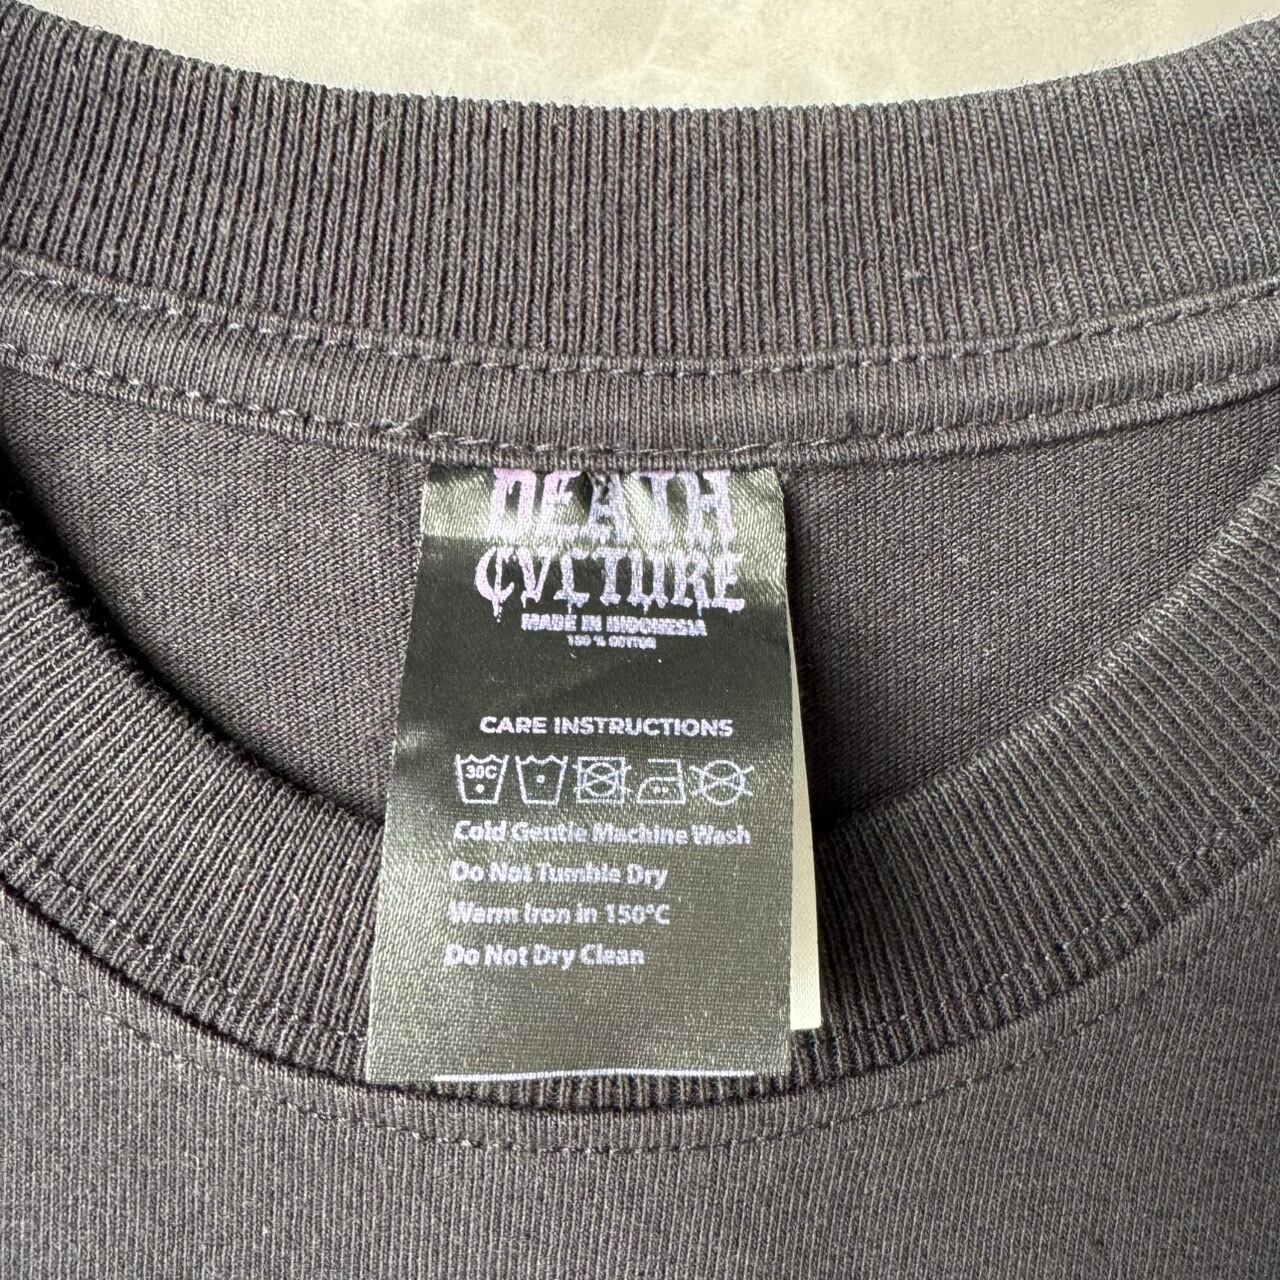 DEATH
CVLTURE
MADE IN INDONESIA
100 % COTTON
CARE INSTRUCTIONS
30C
Cold Gentle Machine Wash
Do Not Tumble Dry
Warm Iron in 150°C
Do Not Dry Clean